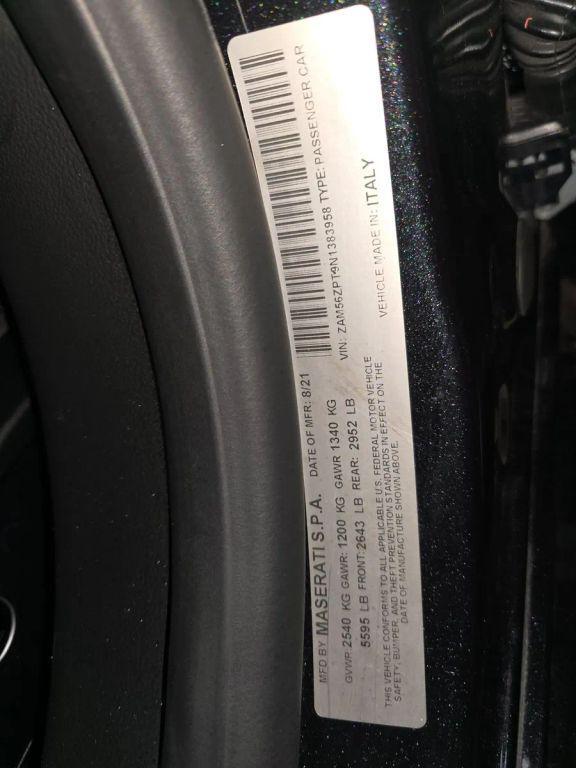 MFD BY MASERATI S.P.A. DATE OF MFR: 8/21
GVWR: 2540 KG GAWR: 1200 KG GAWR 1340 KG
5595 LB FRONT: 2643 LB REAR: 2952 LB
VIN: ZAM56ZPT9N1383958 TYPE: PASSENGER CAR
VEHICLE MADE IN: ITALY
THIS VEHICLE CONFORMS TO ALL APPLICABLE U.S. FEDERAL MOTOR VEHICLE
SAFETY, BUMPER, AND THEFT PREVENTION STANDARDS IN EFFECT ON THE
DATE OF MANUFACTURE SHOWN ABOVE.